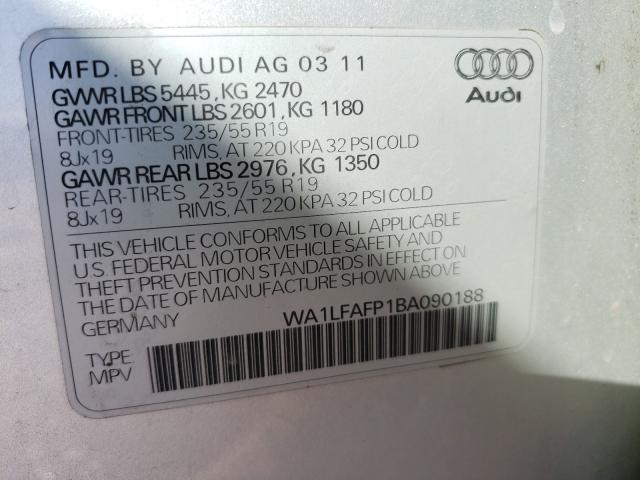 MFD. BY AUDI AG 03 11
GVWR LBS 5445, KG 2470
GAWR FRONT LBS 2601, KG 1180
FRONT-TIRES 235/55 R19
8Jx19 RIMS, AT 220 KPA 32 PSI COLD
GAWR REAR LBS 2976, KG 1350
REAR-TIRES 235/55 R19
8Jx19 RIMS, AT 220 KPA 32 PSI COLD
Audi
THIS VEHICLE CONFORMS TO ALL APPLICABLE
U.S. FEDERAL MOTOR VEHICLE SAFETY AND
THEFT PREVENTION STANDARDS IN EFFECT ON
THE DATE OF MANUFACTURE SHOWN ABOVE
GERMANY WA1LFAFP1BA090188
TYPE:
MPV